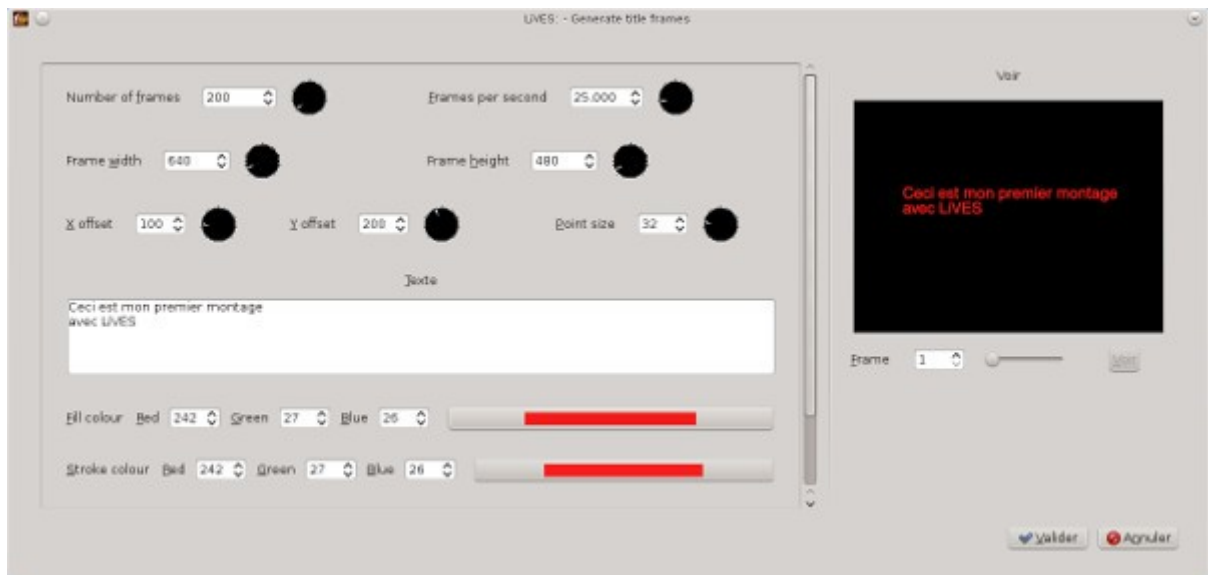 LiVES: - Generate title frames
Number of frames 200 Frames per second 25.000
Voir
Frame width 640 Frame height 480
Ceci est mon premier montage
avec LiVES
X offset 100 Y offset 200 Point size 32
Texte
Ceci est mon premier montage
avec LiVES
Frame 1 Voir
Fill colour Red 242 Green 27 Blue 26
Stroke colour Red 242 Green 27 Blue 26
Valider Annuler